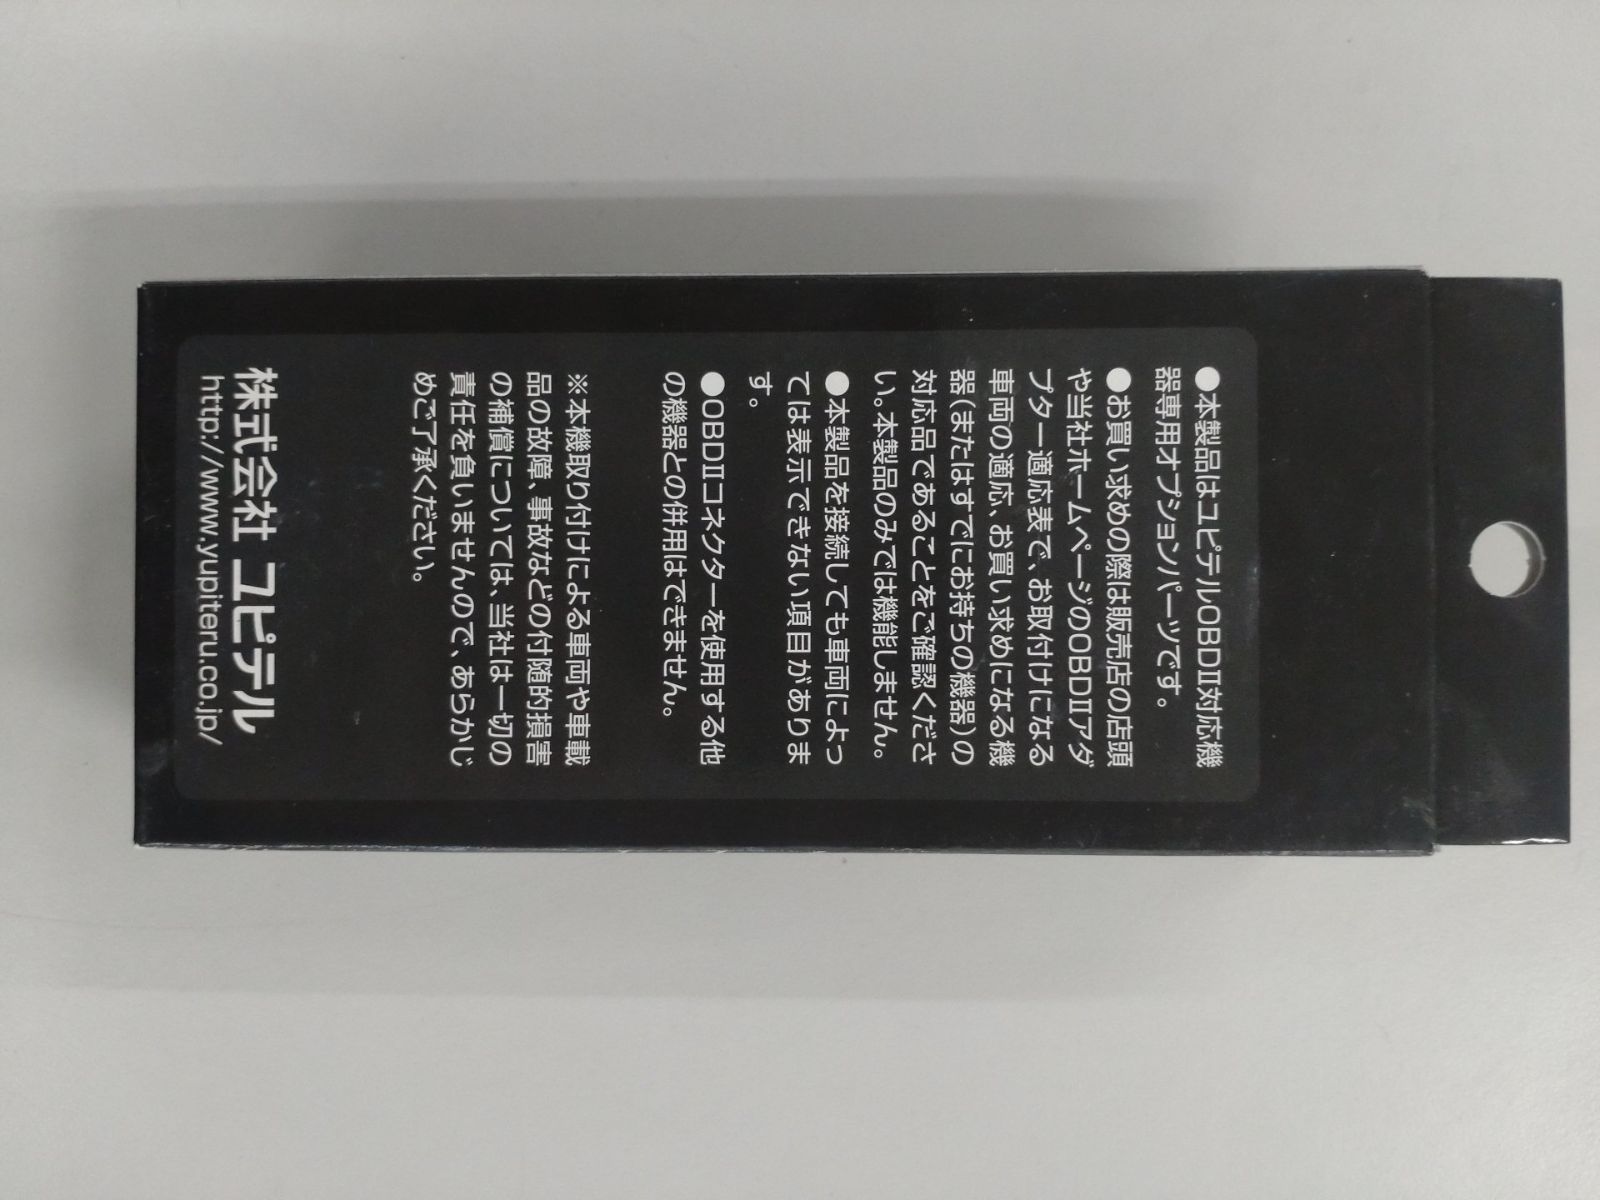 ●本製品はユピテルOBDⅡ対応機
器専用オプションパーツです。
●お買い求めの際は販売店の店頭
や当社ホームページのOBDⅡアダ
プター適応表で、お取付けになる
車両の適応、お買い求めになる機
器(またはすでにお持ちの機器)の
対応品であることをご確認くださ
い。本製品のみでは機能しません。
●本製品を接続しても車両によっ
ては表示できない項目がありま
す。
●OBDⅡコネクターを使用する他
の機器との併用はできません。
※本機取り付けによる車両や車載
品の故障、事故などの付随的損害
の補償については、当社は一切の
責任を負いませんので、あらかじ
めご了承ください。
株式会社 ユピテル
http://www.yupiteru.co.jp/